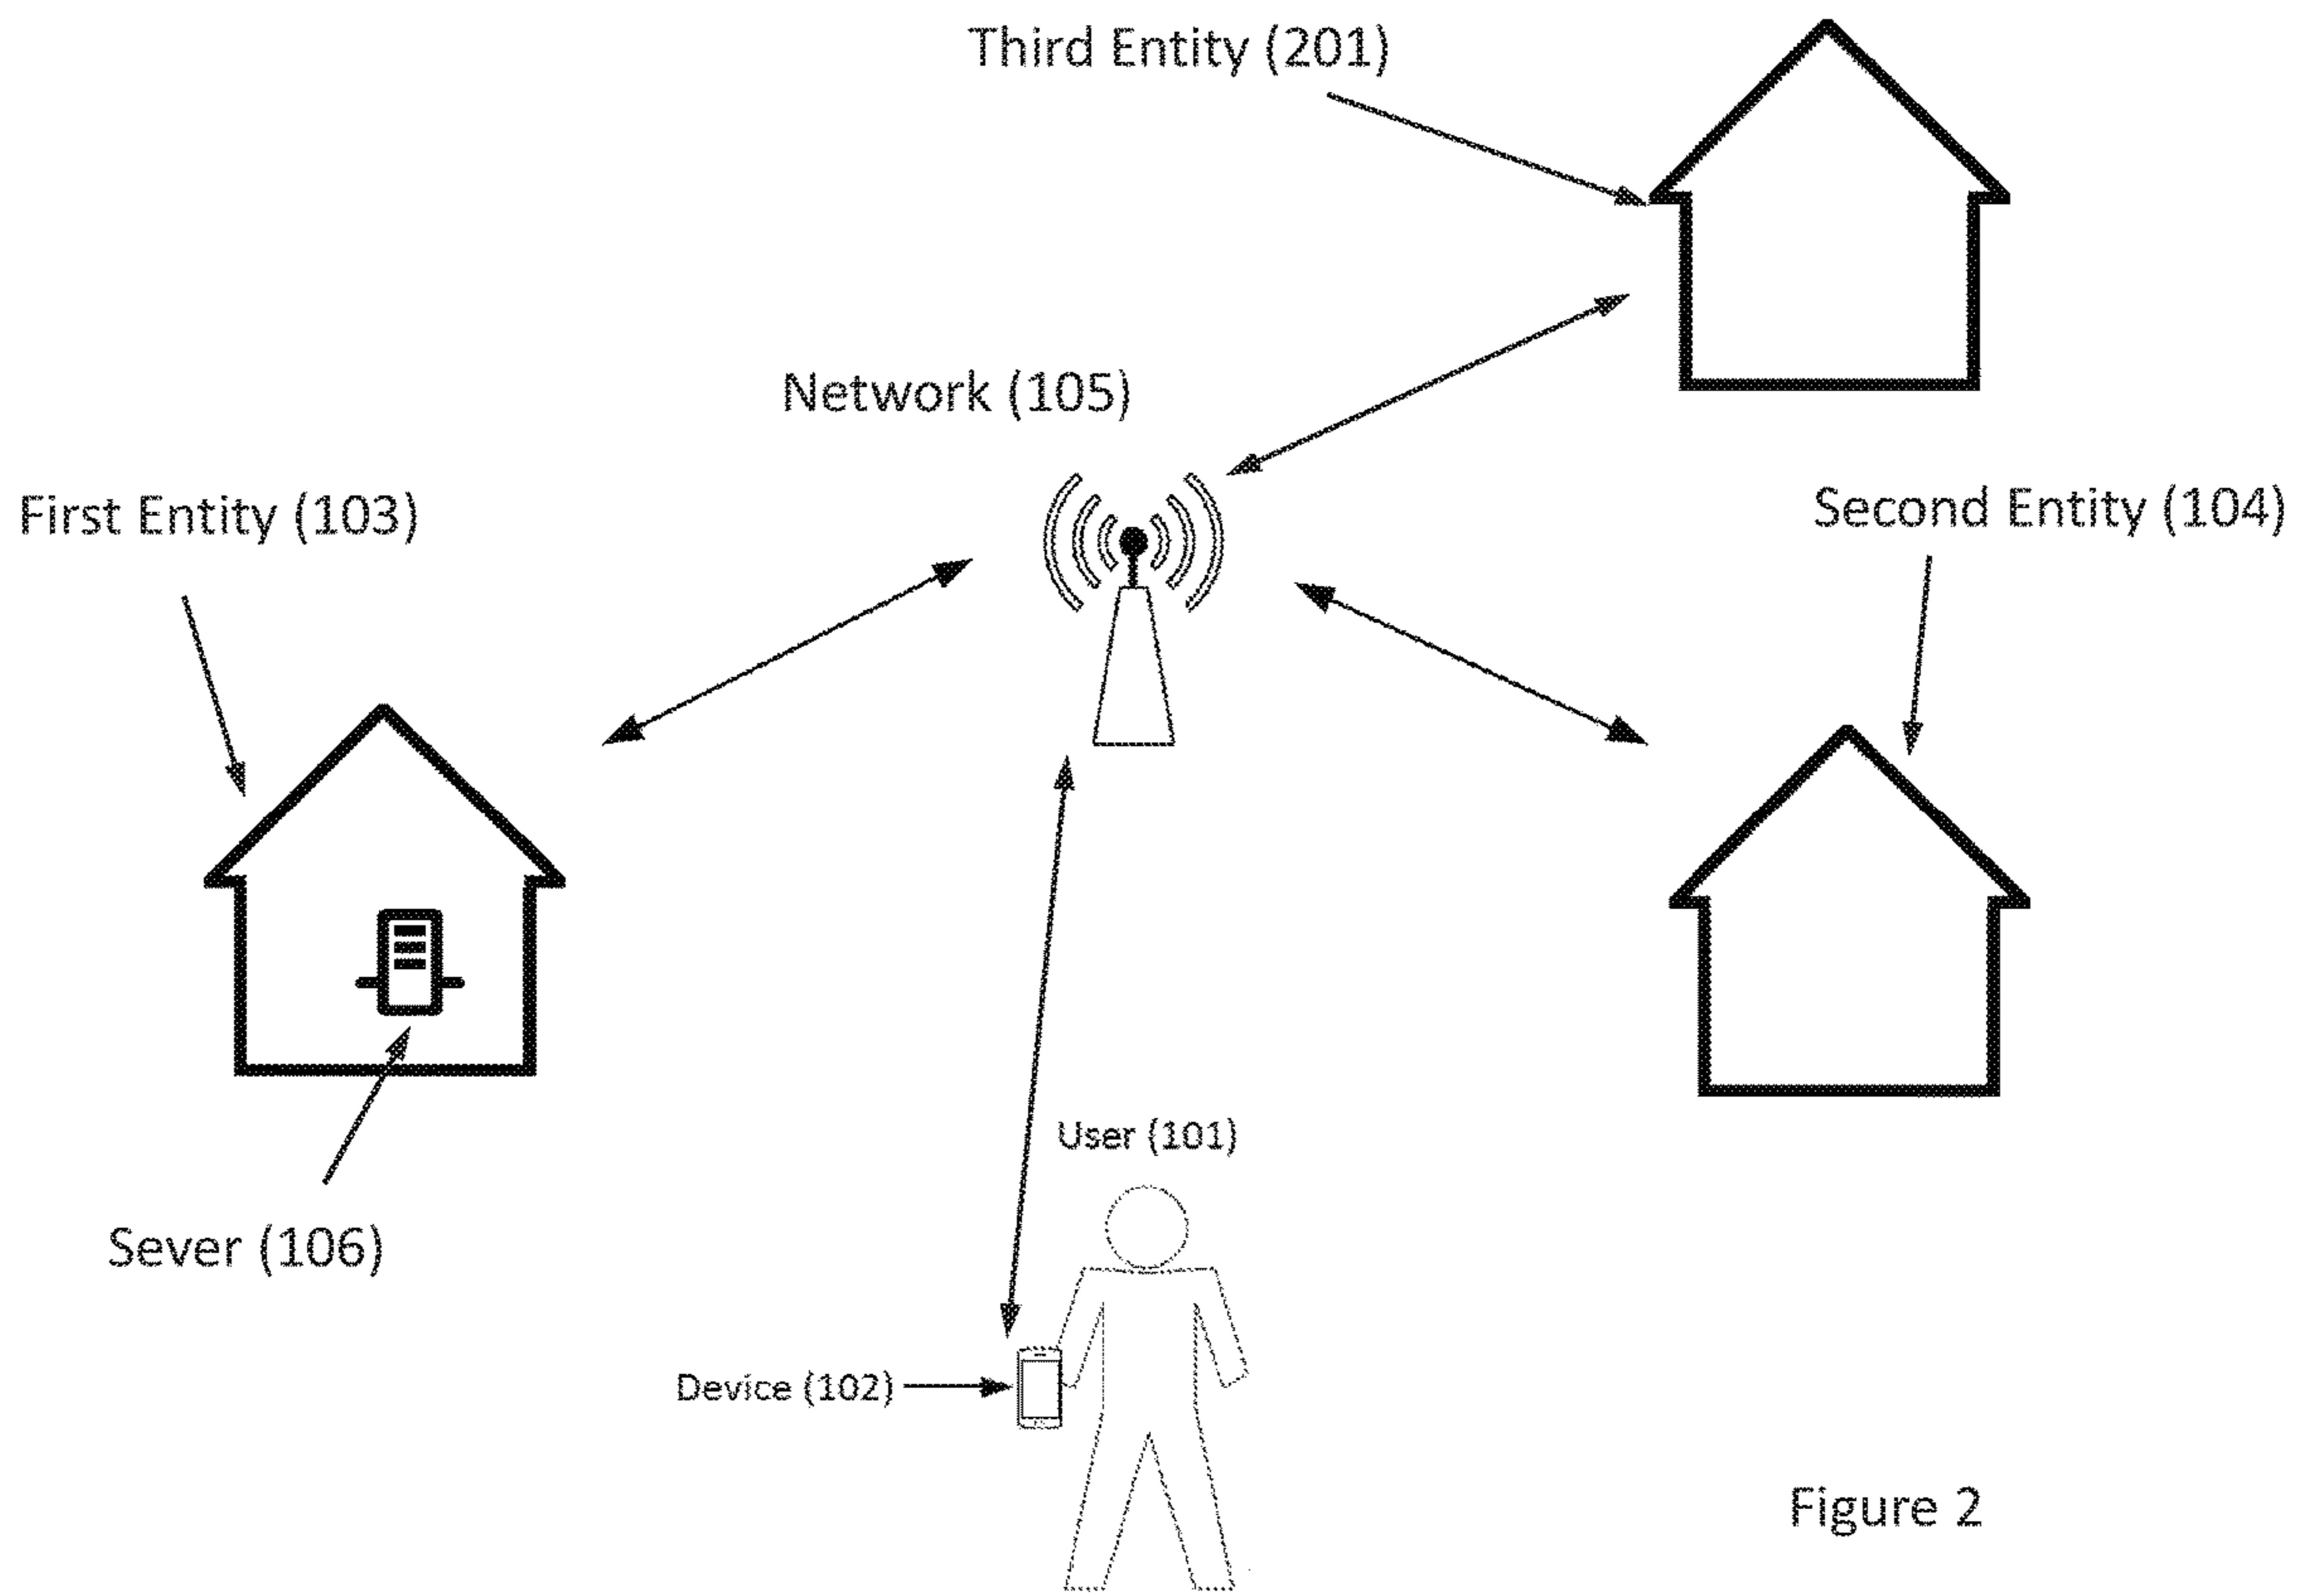 Third Entity (201)
Network (105)
First Entity (103)
Second Entity (104)
User (101)
Sever (106)
Device (102)
Figure 2